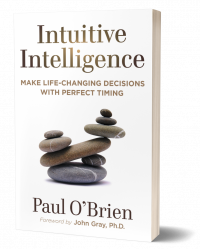 Intuitive
Intelligence
MAKE LIFE-CHANGING DECISIONS
WITH PERFECT TIMING
Paul O'Brien
Foreword by John Gray, Ph.D.